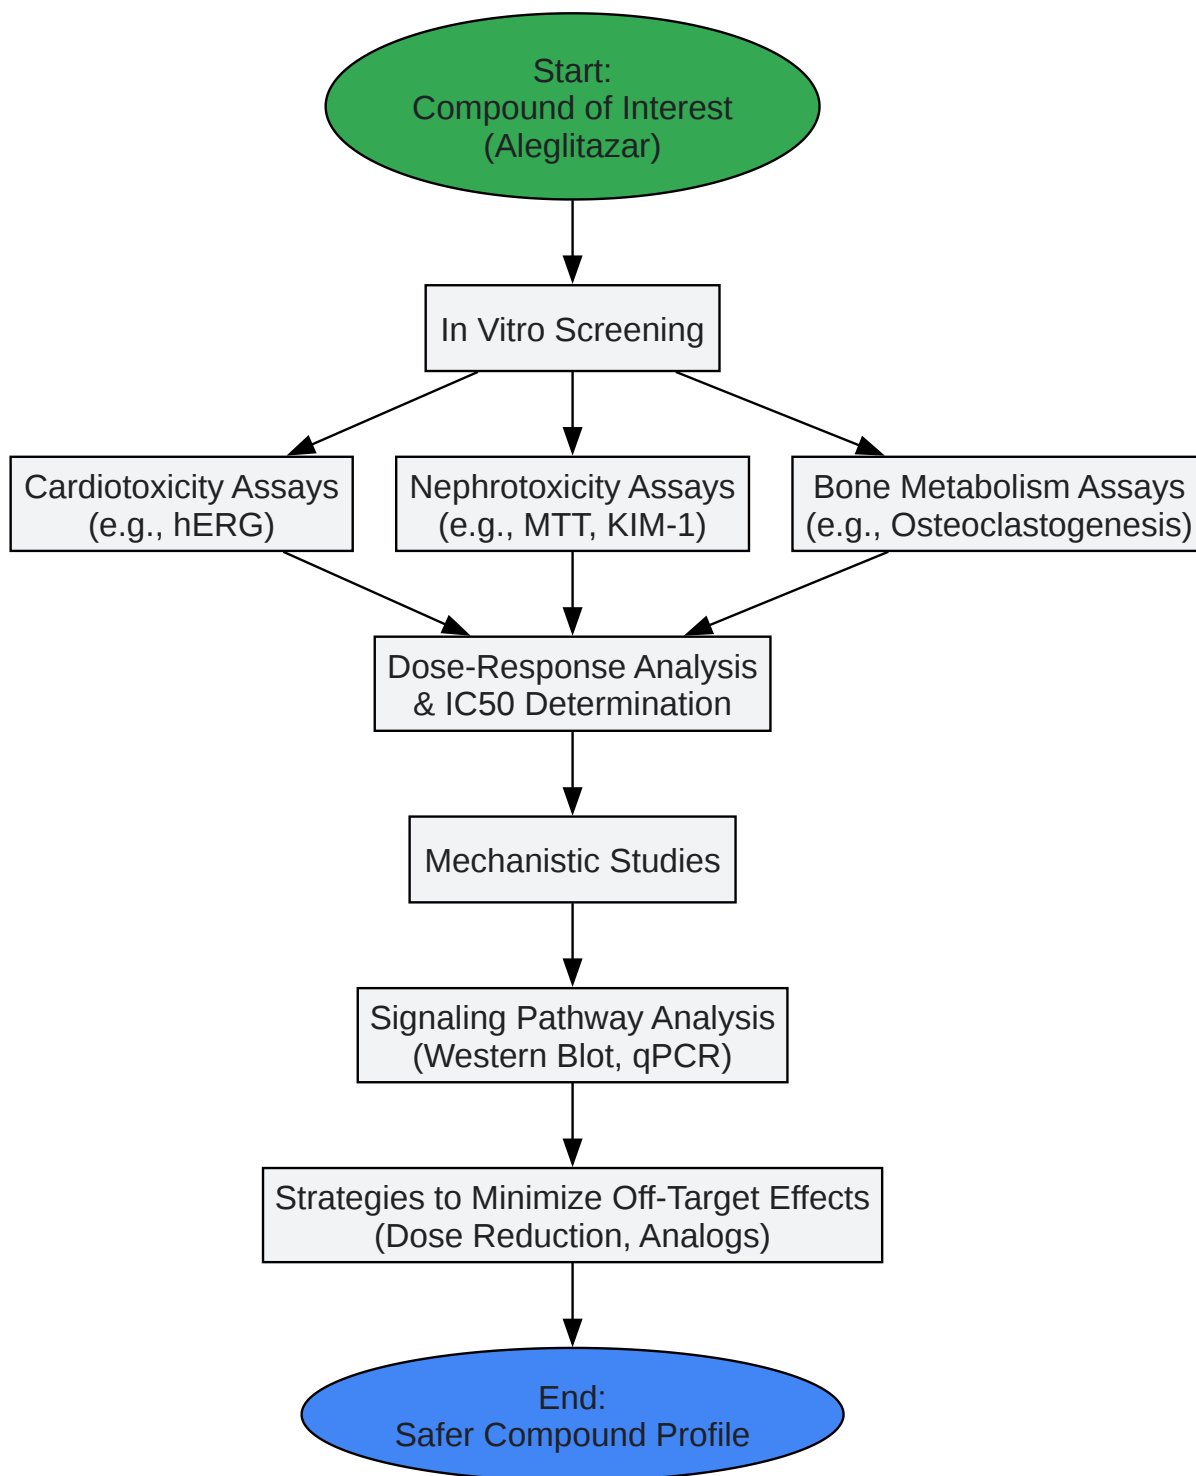 Start:
Compound of Interest
(Aleglitazar)
In Vitro Screening
Cardiotoxicity Assays
(e.g., hERG)
Nephrotoxicity Assays
(e.g., MTT, KIM-1)
Bone Metabolism Assays
(e.g., Osteoclastogenesis)
Dose-Response Analysis
& IC50 Determination
Mechanistic Studies
Signaling Pathway Analysis
(Western Blot, qPCR)
Strategies to Minimize Off-Target Effects
(Dose Reduction, Analogs)
End:
Safer Compound Profile